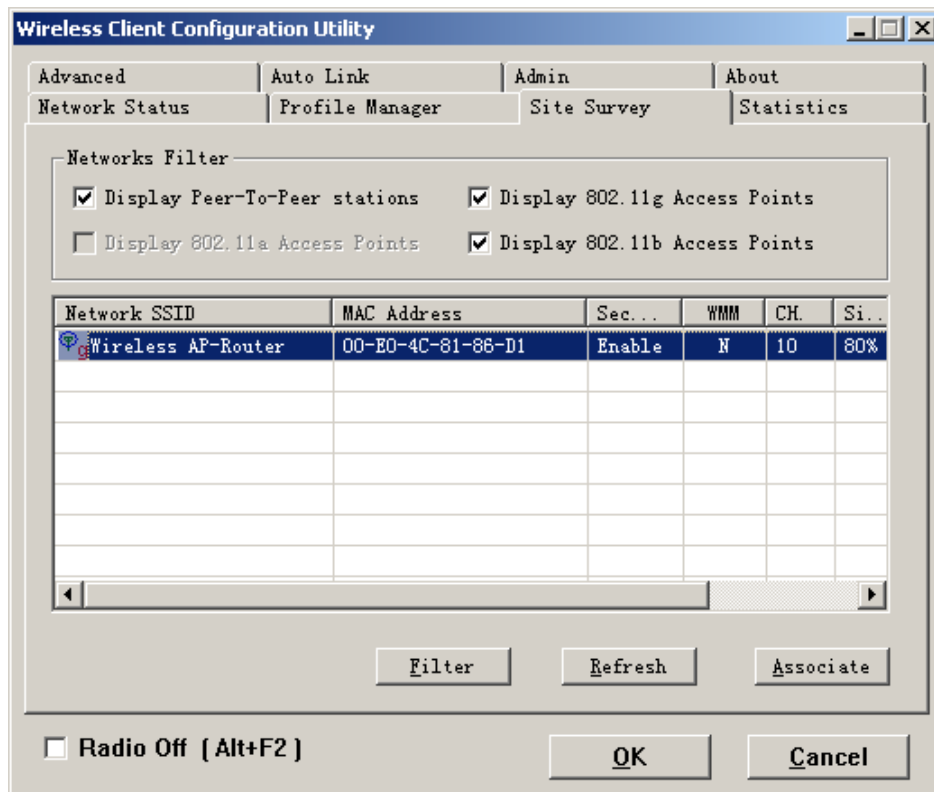 Wireless Client Configuration Utility
Advanced Auto Link Admin About
Network Status Profile Manager Site Survey Statistics
Networks Filter
Display Peer-To-Peer stations Display 802.11g Access Points
Display 802.11a Access Points Display 802.11b Access Points
Network SSID MAC Address Sec... WMM CH. Si..
g Wireless AP-Router 00-E0-4C-81-86-D1 Enable N 10 80%
Filter Refresh Associate
Radio Off ( Alt+F2 ) OK Cancel